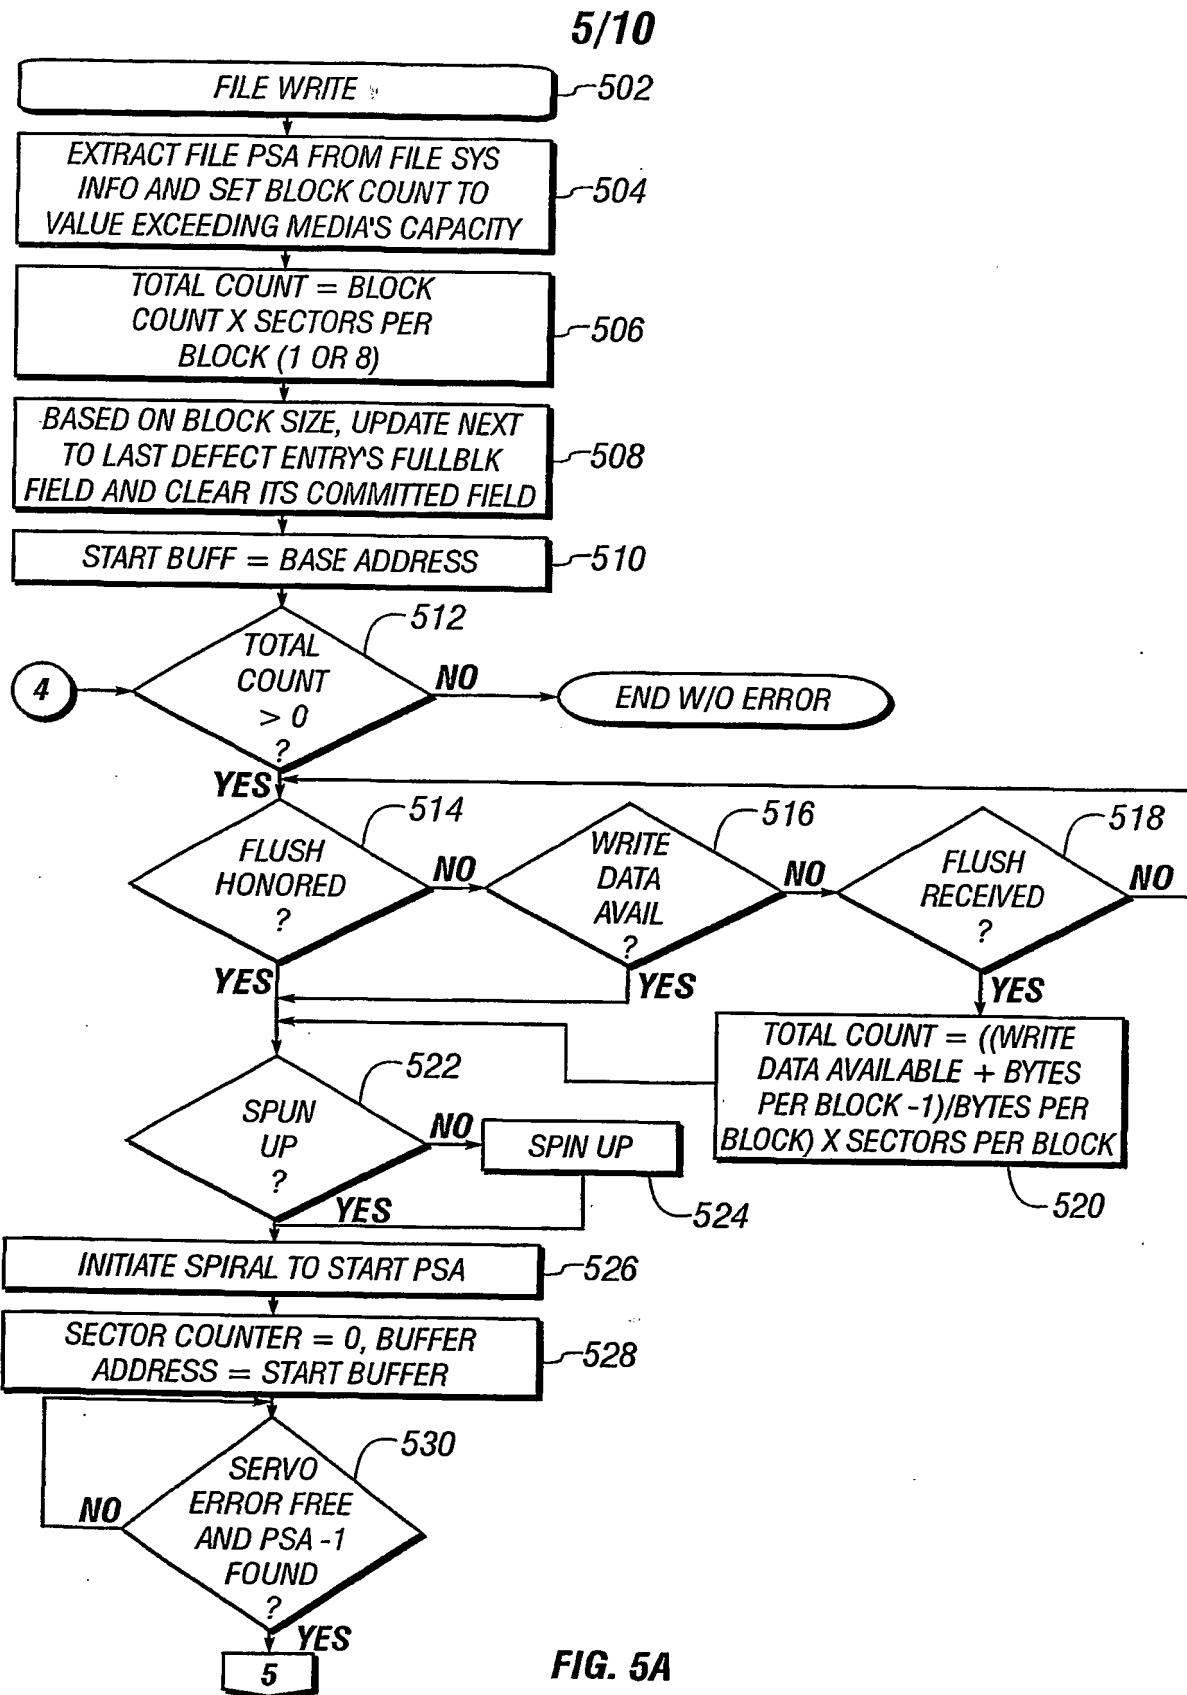 5/10
FILE WRITE
502
EXTRACT FILE PSA FROM FILE SYS
INFO AND SET BLOCK COUNT TO
VALUE EXCEEDING MEDIA'S CAPACITY
504
TOTAL COUNT = BLOCK
COUNT X SECTORS PER
BLOCK (1 OR 8)
506
BASED ON BLOCK SIZE, UPDATE NEXT
TO LAST DEFECT ENTRY'S FULLBLK
FIELD AND CLEAR ITS COMMITTED FIELD
508
START BUFF = BASE ADDRESS
510
4
TOTAL
COUNT
> 0
?
512
NO
END W/O ERROR
YES
FLUSH
HONORED
?
514
NO
WRITE
DATA
AVAIL
?
516
NO
FLUSH
RECEIVED
?
518
NO
YES
YES
YES
TOTAL COUNT = ((WRITE
DATA AVAILABLE + BYTES
PER BLOCK -1)/BYTES PER
BLOCK) X SECTORS PER BLOCK
520
SPUN
UP
?
522
NO
SPIN UP
524
YES
INITIATE SPIRAL TO START PSA
526
SECTOR COUNTER = 0, BUFFER
ADDRESS = START BUFFER
528
SERVO
ERROR FREE
AND PSA -1
FOUND
?
530
NO
YES
5
FIG. 5A